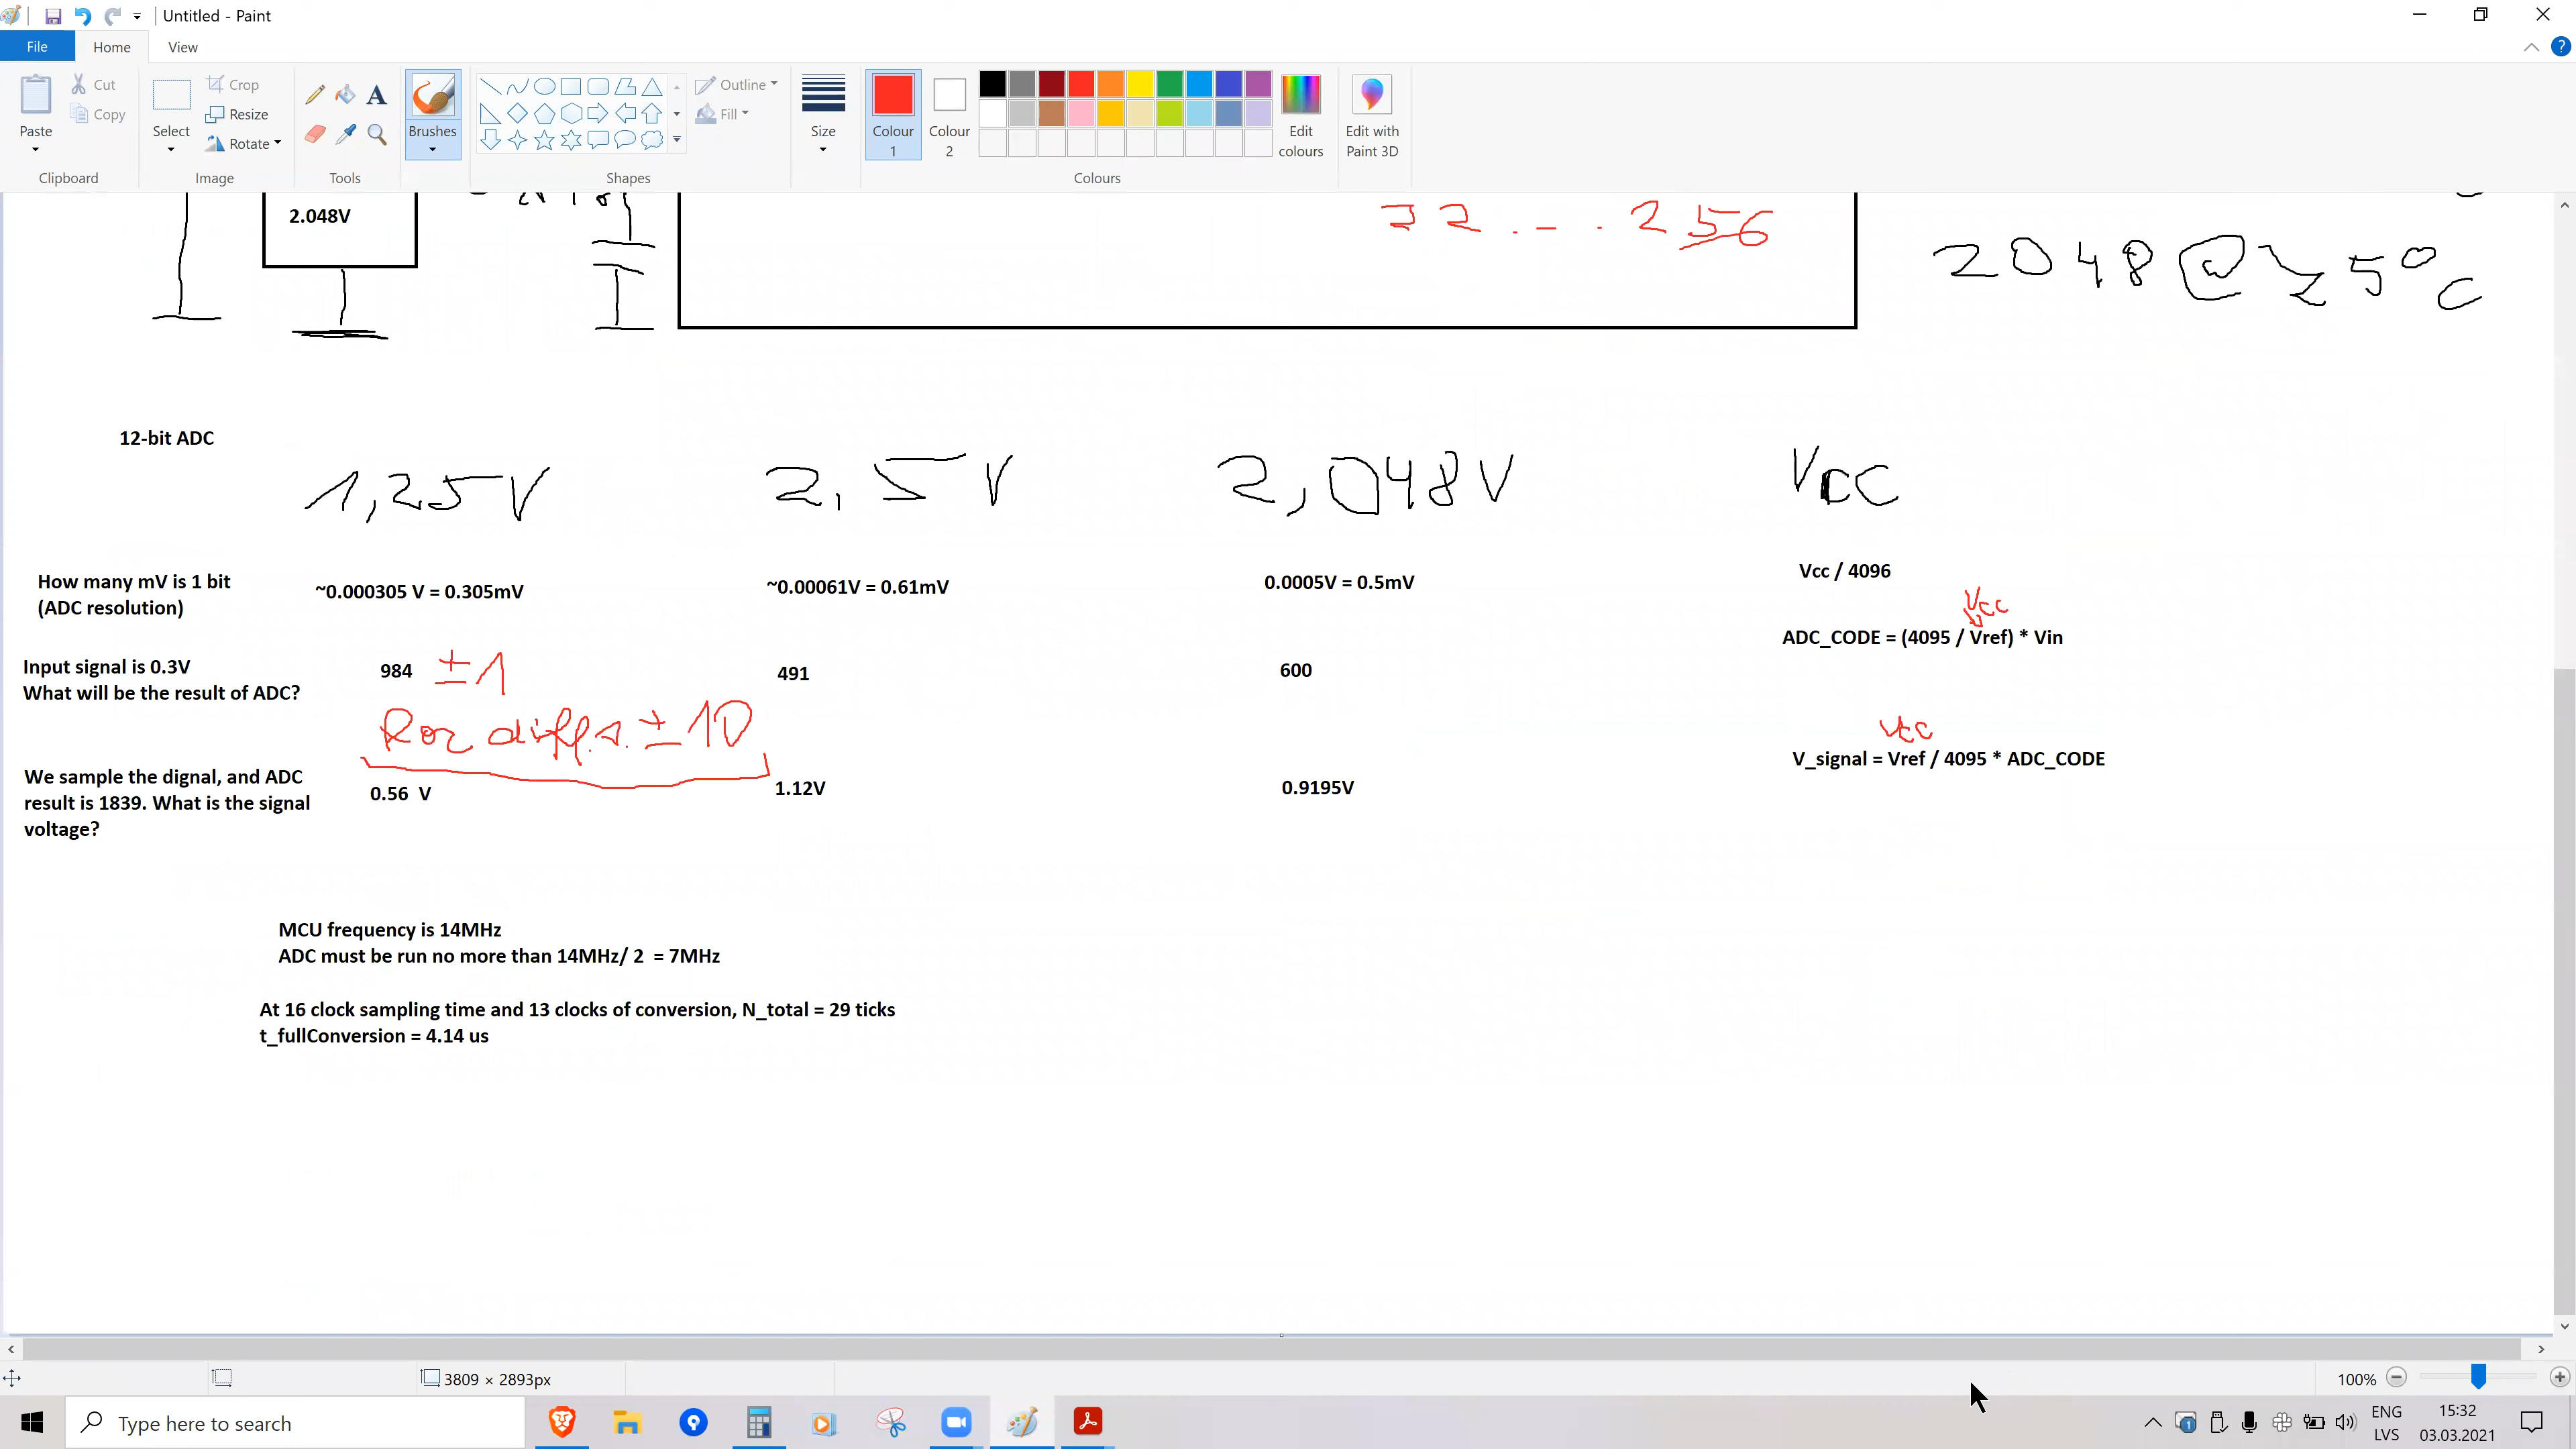 Untitled - Paint
File Home View
Paste
Cut
Copy
Clipboard
Select
Crop
Resize
Rotate
Image
Tools
Brushes
Shapes
Outline
Fill
Size
Colour 1
Colour 2
Edit colours
Edit with Paint 3D
Colours
2.048V
22 . - . 256
2048@25°C
12-bit ADC
1,25V 2,5V 2,048V Vcc
How many mV is 1 bit
(ADC resolution)
~0.000305 V = 0.305mV
~0.00061V = 0.61mV
0.0005V = 0.5mV
Vcc / 4096
Vcc
ADC_CODE = (4095 / Vref) * Vin
Input signal is 0.3V
What will be the result of ADC?
984 ±1
491
600
for diff.s. ±10
Vcc
V_signal = Vref / 4095 * ADC_CODE
We sample the dignal, and ADC
result is 1839. What is the signal
voltage?
0.56 V
1.12V
0.9195V
MCU frequency is 14MHz
ADC must be run no more than 14MHz/ 2 = 7MHz
At 16 clock sampling time and 13 clocks of conversion, N_total = 29 ticks
t_fullConversion = 4.14 us
3809 × 2893px
100%
Type here to search
ENG
LVS
15:32
03.03.2021